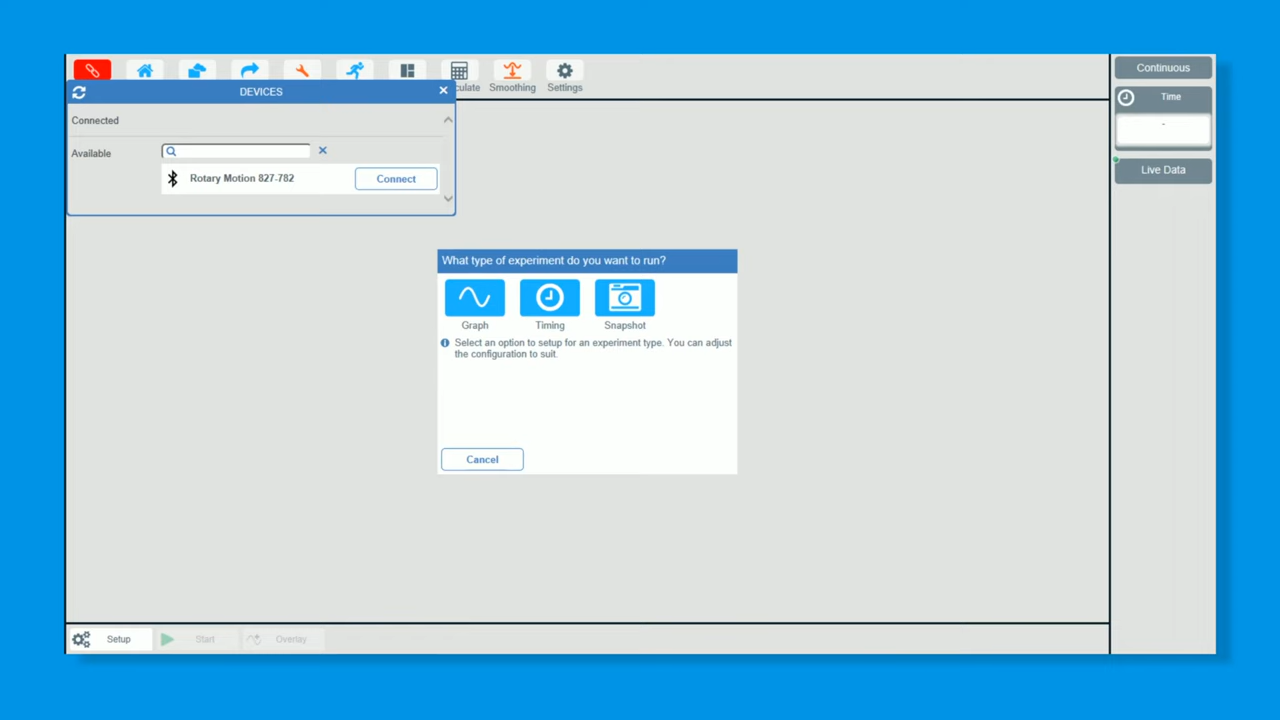 DEVICES
Connected
Available
Rotary Motion 827-782
Connect
culate
Smoothing
Settings
Continuous
Time
-
Live Data
What type of experiment do you want to run?
Graph
Timing
Snapshot
Select an option to setup for an experiment type. You can adjust
the configuration to suit.
Cancel
Setup
Start
Overlay